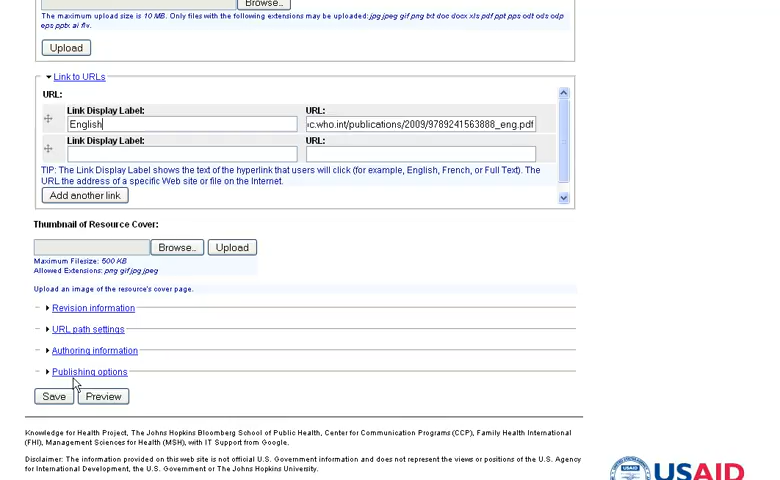 Browse...
The maximum upload size is 10 MB. Only files with the following extensions may be uploaded: jpg jpeg gif png txt doc docx xls pdf ppt pps odt ods odp
eps pptx ai flv.
Upload
Link to URLs
URL:
Link Display Label: URL:
English oc.who.int/publications/2009/9789241563888_eng.pdf
Link Display Label: URL:
TIP: The Link Display Label shows the text of the hyperlink that users will click (for example, English, French, or Full Text). The
URL the address of a specific Web site or file on the Internet.
Add another link
Thumbnail of Resource Cover:
Browse... Upload
Maximum Filesize: 500 KB
Allowed Extensions: png gif jpg jpeg
Upload an image of the resource's cover page.
Revision information
URL path settings
Authoring information
Publishing options
Save Preview
Knowledge for Health Project, The Johns Hopkins Bloomberg School of Public Health, Center for Communication Programs (CCP), Family Health International
(FHI), Management Sciences for Health (MSH), with IT Support from Google.
Disclaimer: The information provided on this web site is not official U.S. Government information and does not represent the views or positions of the U.S. Agency
for International Development, the U.S. Government or The Johns Hopkins University.
USAID